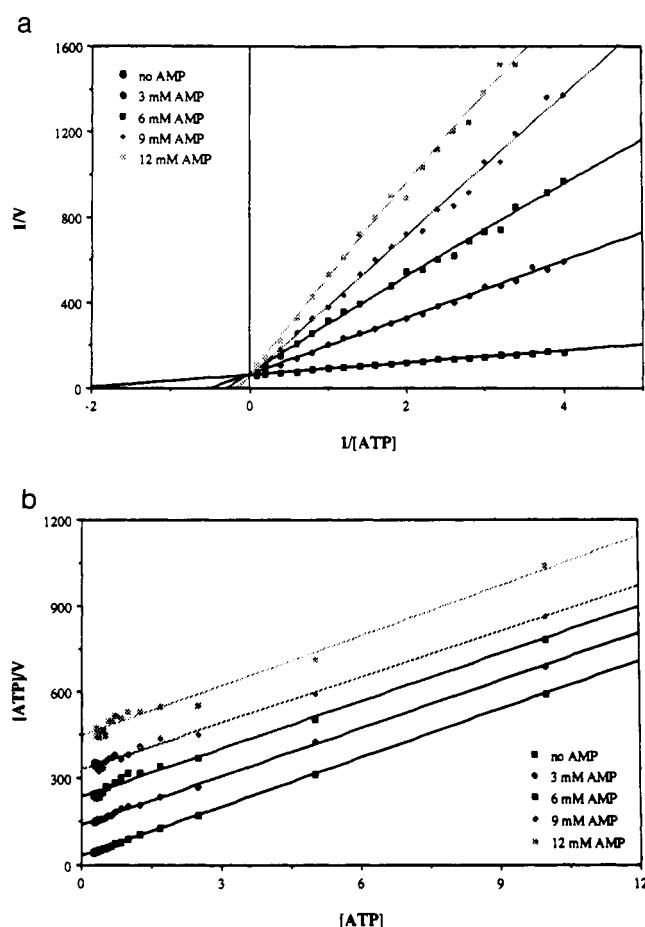 a
1600
1200
800
400
0
1/V
no AMP
3 mM AMP
6 mM AMP
9 mM AMP
12 mM AMP
-2 0 2 4
1/[ATP]
b
1200
900
600
300
0
[ATP]/V
no AMP
3 mM AMP
6 mM AMP
9 mM AMP
12 mM AMP
0 3 6 9 12
[ATP]